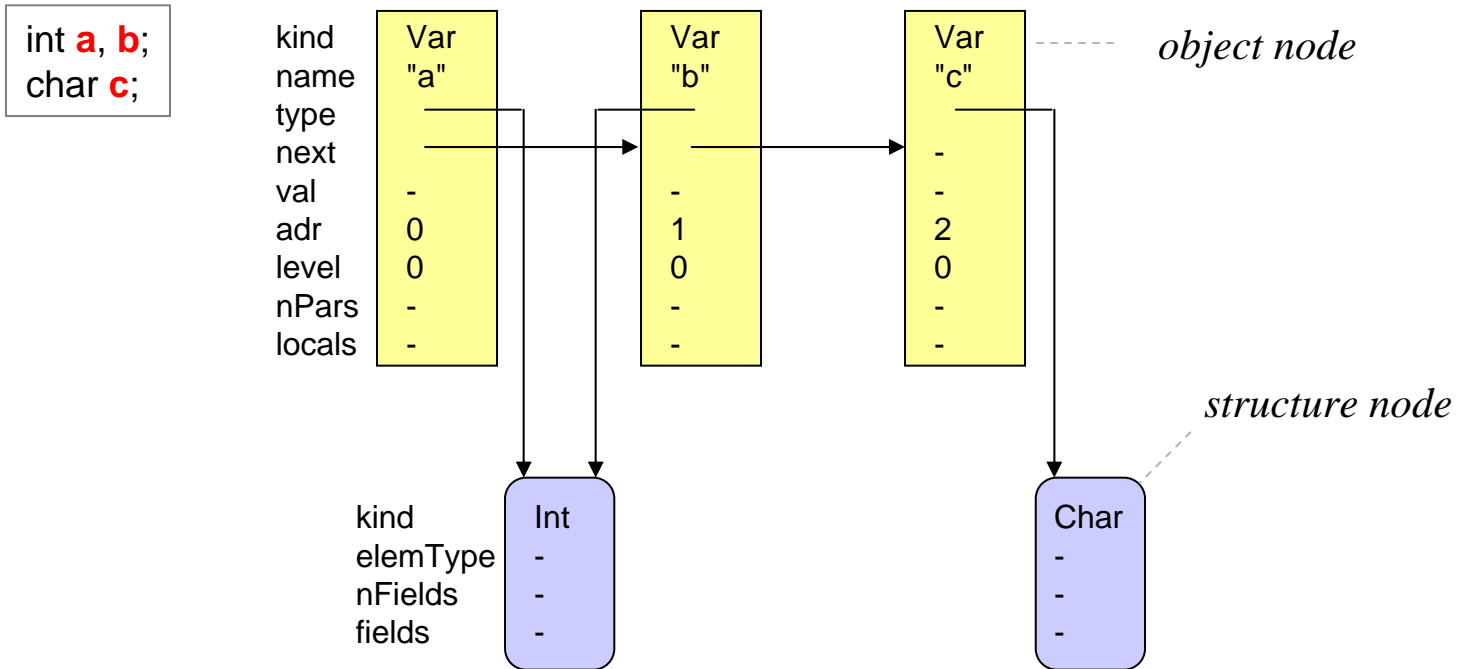 int a, b;
char c;
kind Var Var Var object node
name "a" "b" "c"
type
next -
val - - -
adr 0 1 2
level 0 0 0
nPars - - -
locals - - -
structure node
kind Int Char
elemType - -
nFields - -
fields - -